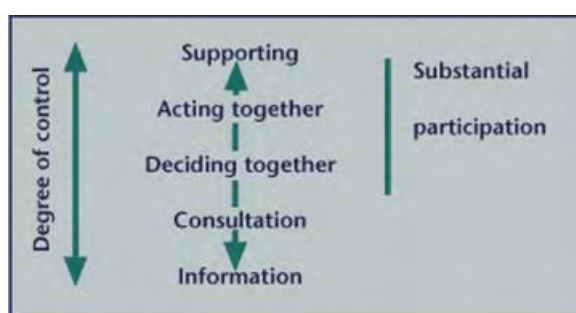 Degree of control
Supporting
Acting together
Deciding together
Consultation
Information
Substantial
participation